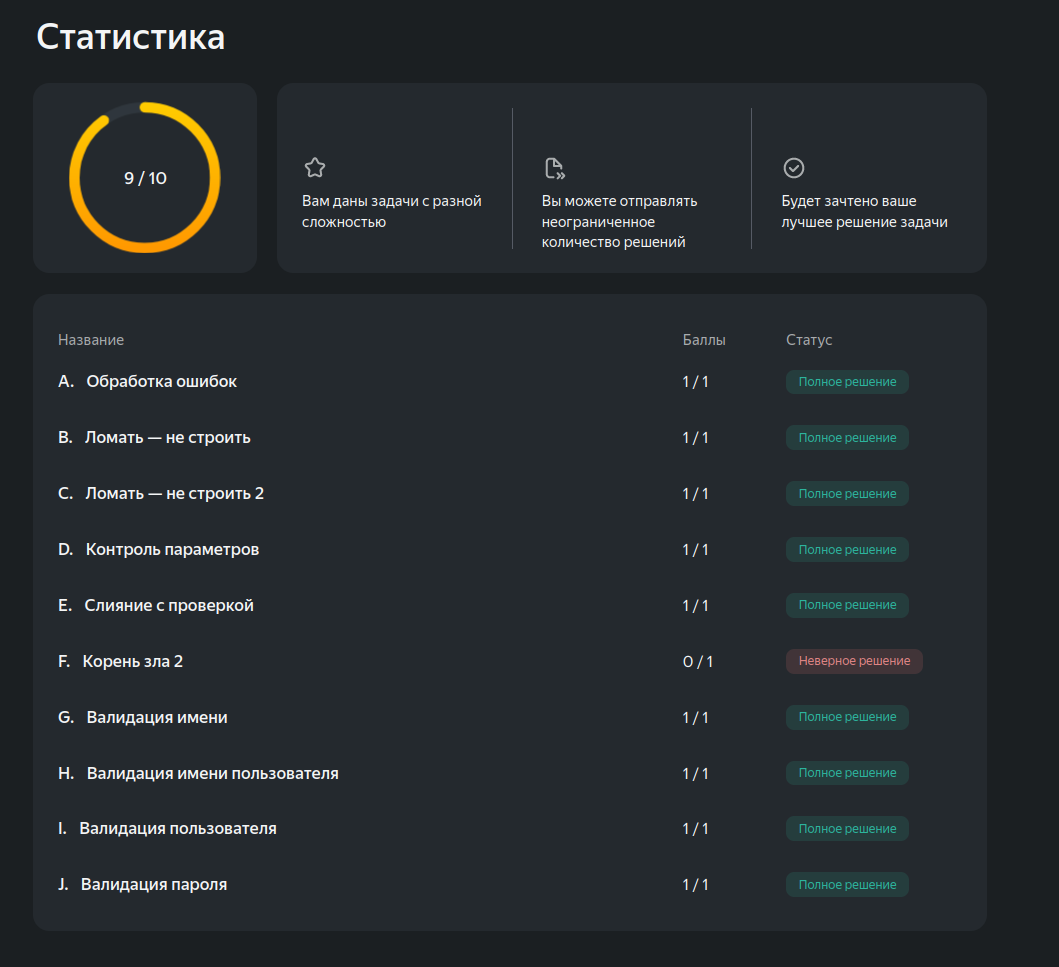 Статистика
9 / 10
Вам даны задачи с разной
сложностью
Вы можете отправлять
неограниченное
количество решений
Будет зачтено ваше
лучшее решение задачи
Название Баллы Статус
A. Обработка ошибок 1 / 1 Полное решение
B. Ломать — не строить 1 / 1 Полное решение
C. Ломать — не строить 2 1 / 1 Полное решение
D. Контроль параметров 1 / 1 Полное решение
E. Слияние с проверкой 1 / 1 Полное решение
F. Корень зла 2 0 / 1 Неверное решение
G. Валидация имени 1 / 1 Полное решение
H. Валидация имени пользователя 1 / 1 Полное решение
I. Валидация пользователя 1 / 1 Полное решение
J. Валидация пароля 1 / 1 Полное решение